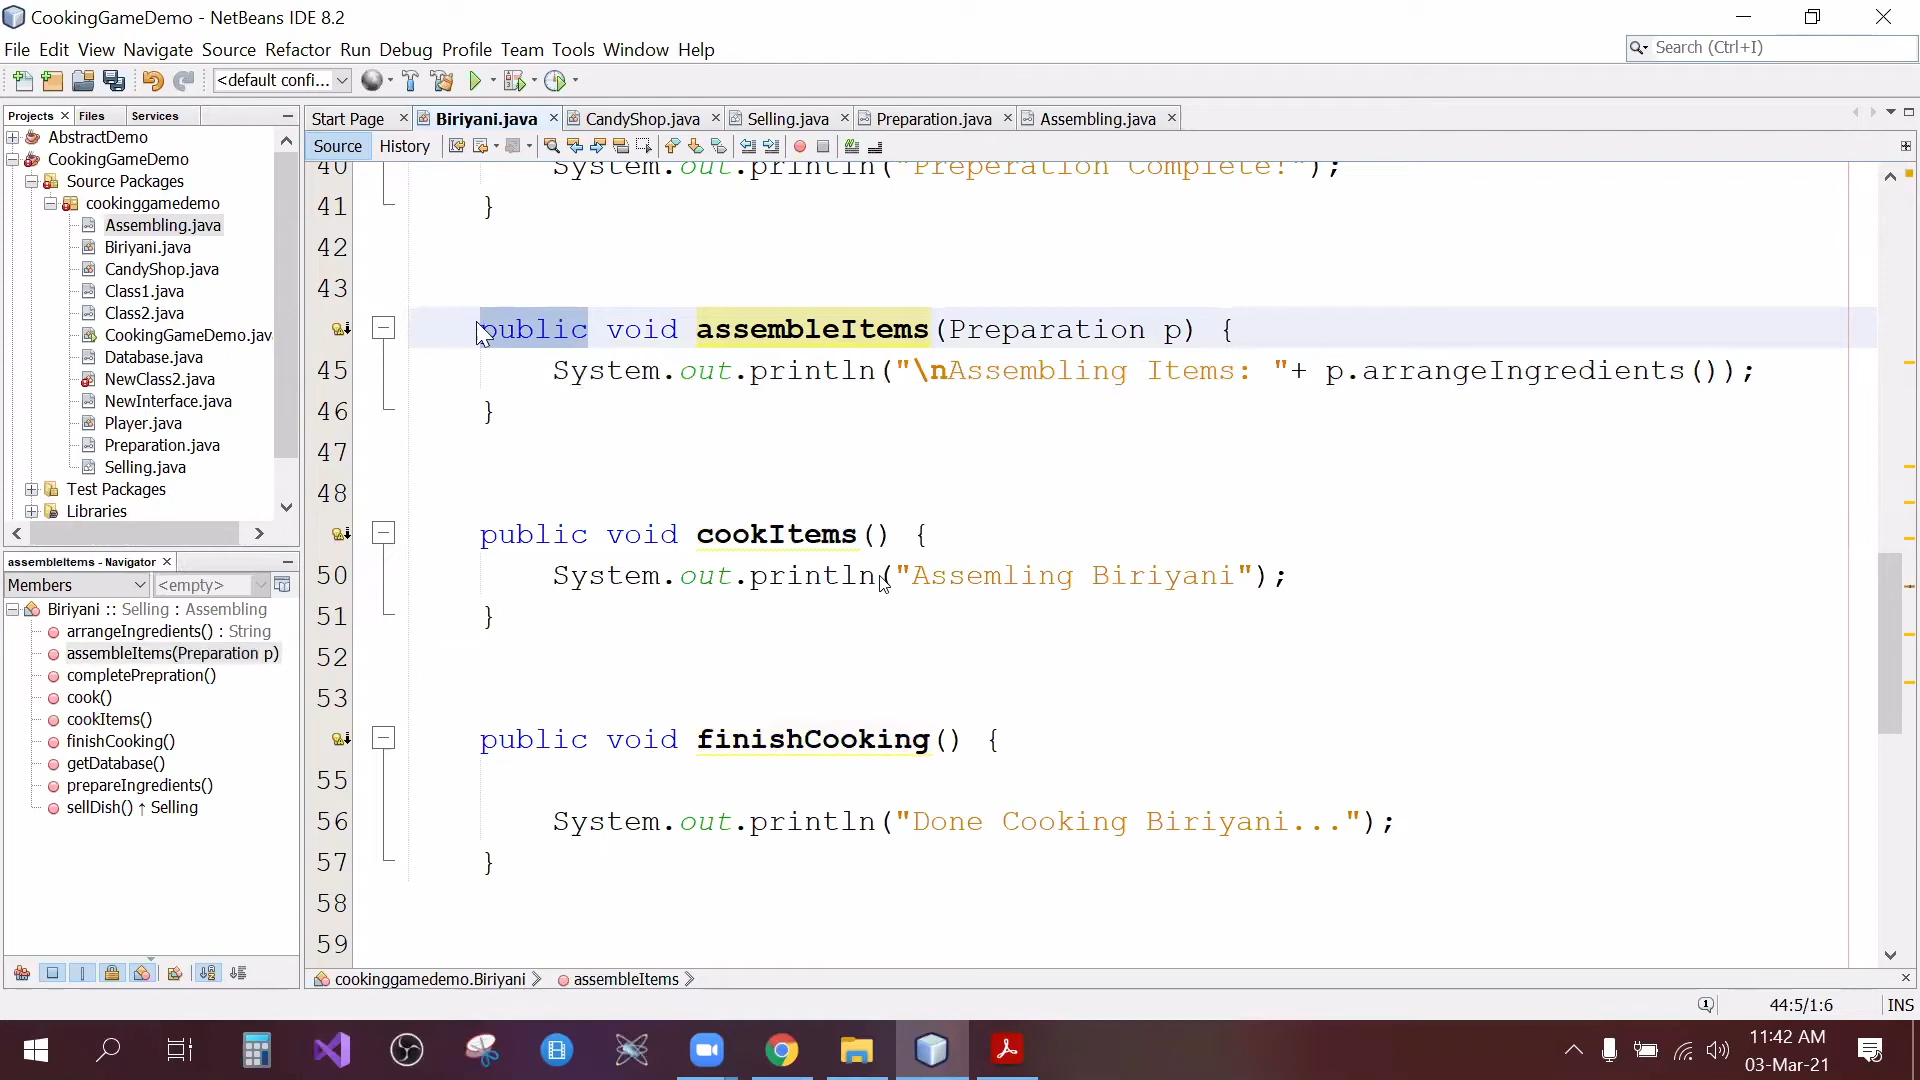 CookingGameDemo - NetBeans IDE 8.2
File Edit View Navigate Source Refactor Run Debug Profile Team Tools Window Help
Search (Ctrl+I)
<default confi...
Projects Files Services
Start Page Biriyani.java CandyShop.java Selling.java Preparation.java Assembling.java
Source History
AbstractDemo
CookingGameDemo
Source Packages
cookinggamedemo
Assembling.java
Biriyani.java
CandyShop.java
Class1.java
Class2.java
CookingGameDemo.jav
Database.java
NewClass2.java
NewInterface.java
Player.java
Preparation.java
Selling.java
Test Packages
Libraries
assembleItems - Navigator
Members <empty>
Biriyani :: Selling : Assembling
arrangeIngredients() : String
assembleItems(Preparation p)
completePrepration()
cook()
cookItems()
finishCooking()
getDatabase()
prepareIngredients()
sellDish() ↑ Selling
40 System.out.println("Preperation Complete!");
41 }
42
43
public void assembleItems(Preparation p) {
45 System.out.println("\nAssembling Items: "+ p.arrangeIngredients());
46 }
47
48
public void cookItems() {
50 System.out.println("Assemling Biriyani");
51 }
52
53
public void finishCooking() {
55
56 System.out.println("Done Cooking Biriyani...");
57 }
58
59
cookinggamedemo.Biriyani assembleItems
44:5/1:6 INS
11:42 AM
03-Mar-21